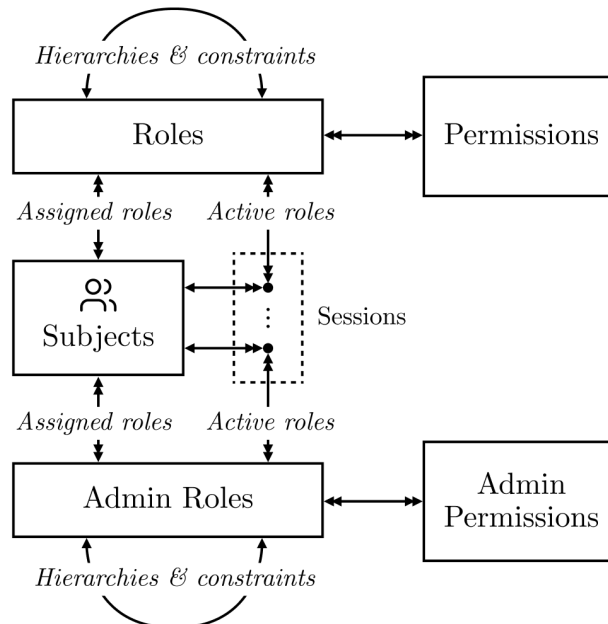 Hierarchies & constraints
Roles
Permissions
Assigned roles
Active roles
Subjects
Sessions
Assigned roles
Active roles
Admin Roles
Admin
Permissions
Hierarchies & constraints